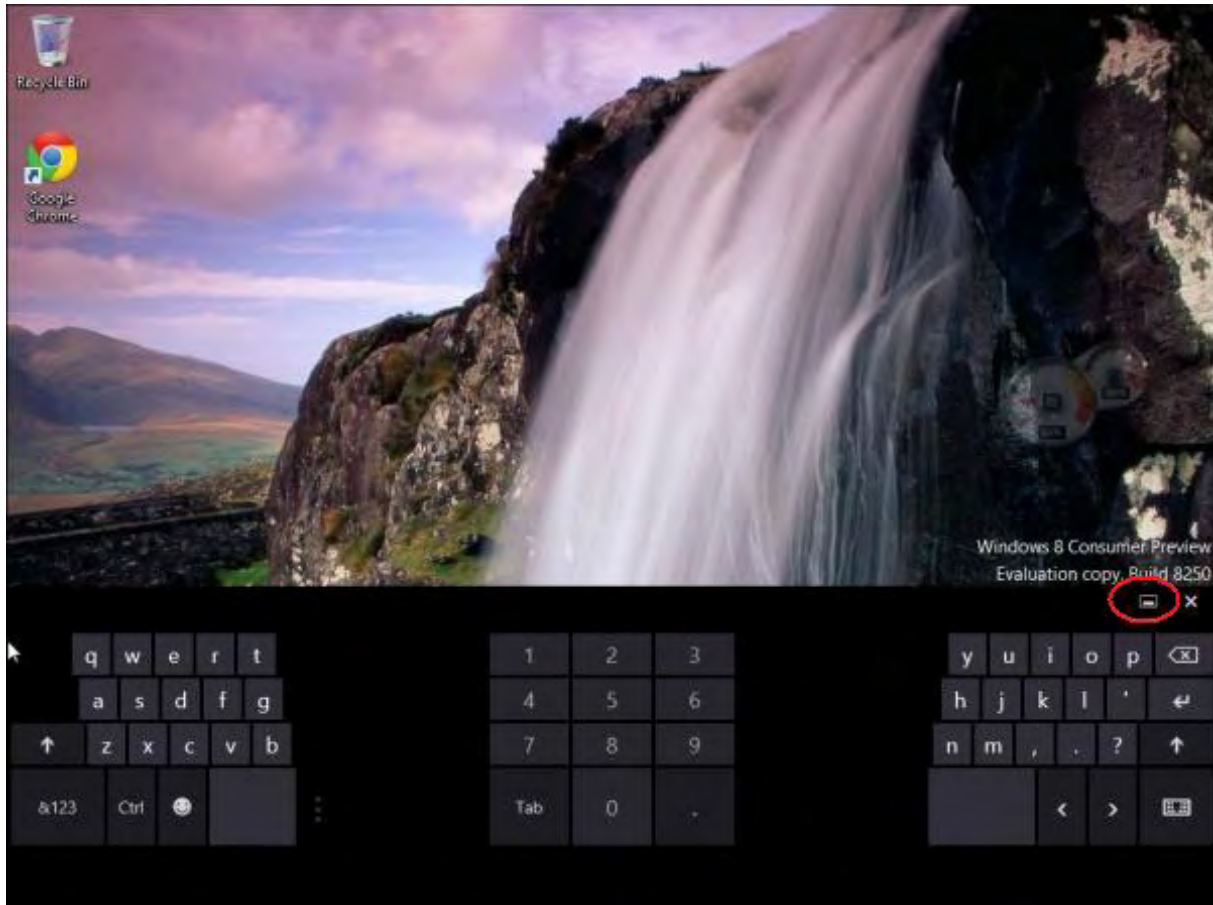 Recycle Bin
Google
Chrome
Windows 8 Consumer Preview
Evaluation copy. Build 8250
q w e r t 1 2 3 y u i o p
a s d f g 4 5 6 h j k l '
z x c v b 7 8 9 n m , . ?
&123 Ctrl Tab 0 . < >